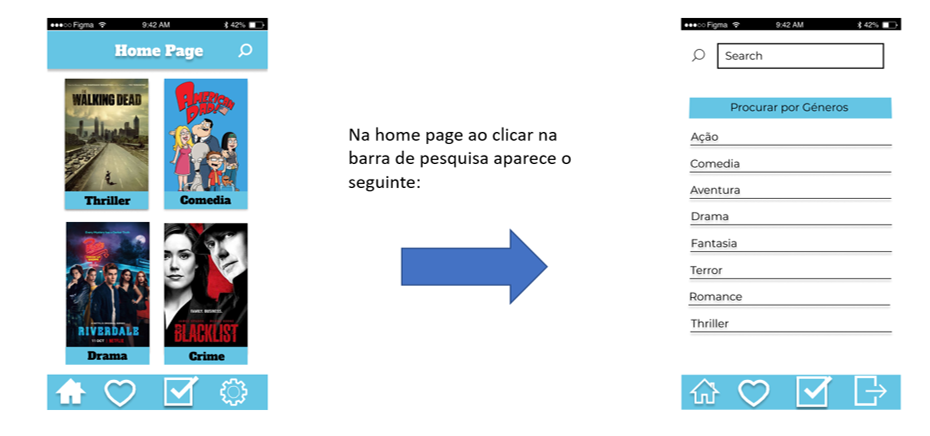 Figma 9:42 AM 42%
Home Page
THE WALKING DEAD
AMERICAN DAD!
Thriller
Comedia
RIVERDALE
FAMILY. BUSINESS.
THE BLACKLIST
Drama
Crime
Na home page ao clicar na
barra de pesquisa aparece o
seguinte:
Figma 9:42 AM 42%
Search
Procurar por Géneros
Ação
Comedia
Aventura
Drama
Fantasia
Terror
Romance
Thriller